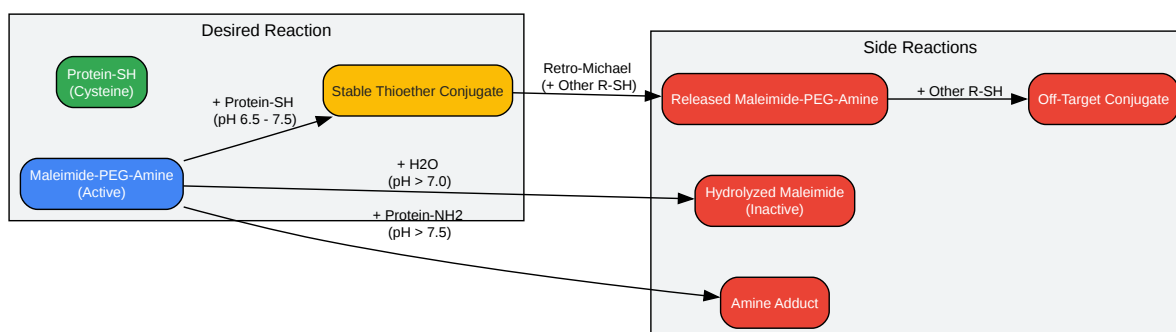 Desired Reaction
Protein-SH
(Cysteine)
Maleimide-PEG-Amine
(Active)
+ Protein-SH
(pH 6.5 - 7.5)
Stable Thioether Conjugate
Retro-Michael
(+ Other R-SH)
+ H2O
(pH > 7.0)
+ Protein-NH2
(pH > 7.5)
Side Reactions
Released Maleimide-PEG-Amine
+ Other R-SH
Off-Target Conjugate
Hydrolyzed Maleimide
(Inactive)
Amine Adduct